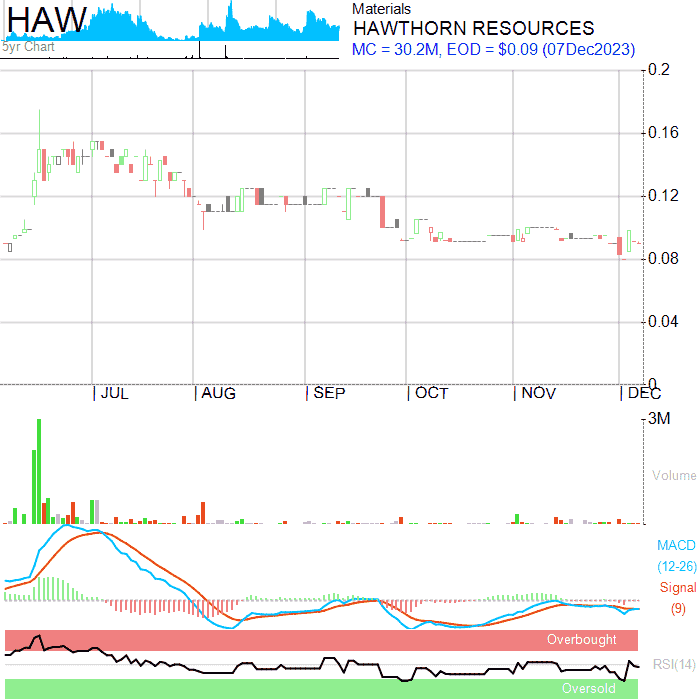 HAW
5yr Chart
Materials
HAWTHORN RESOURCES
MC = 30.2M, EOD = $0.09 (07Dec2023)
0.2
0.16
0.12
0.08
0.04
0
JUL AUG SEP OCT NOV DEC
3M
Volume
MACD
(12-26)
Signal
(9)
Overbought
RSI(14)
Oversold